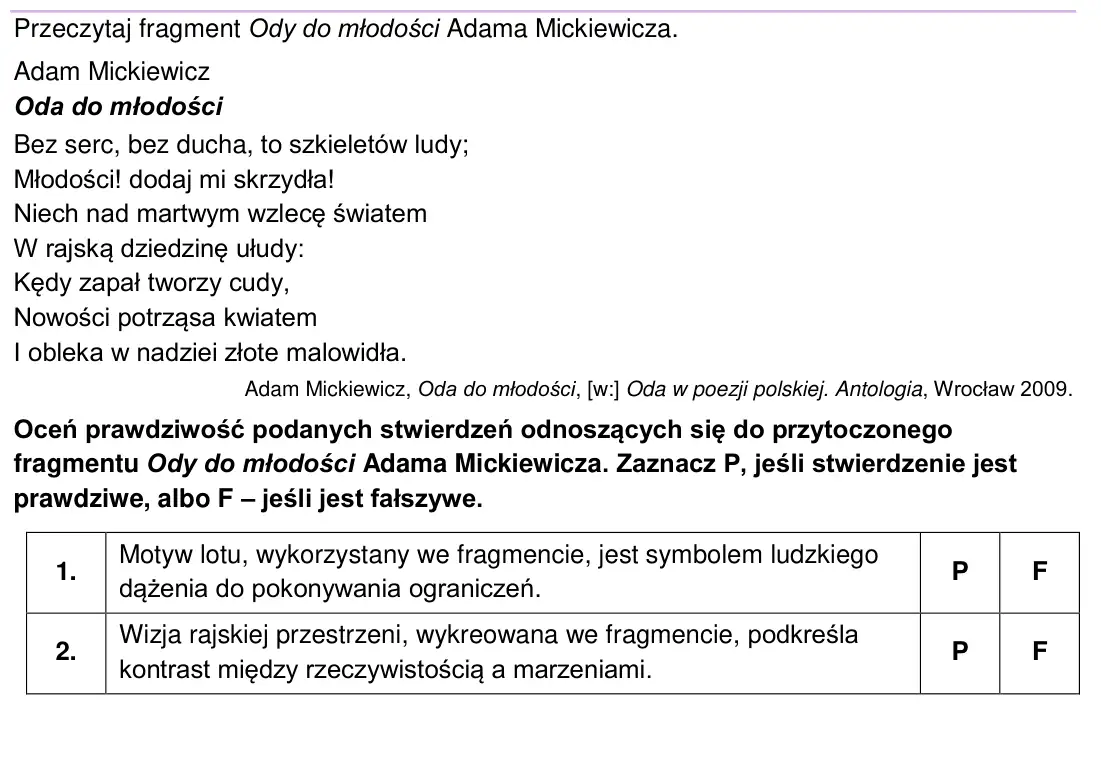 Przeczytaj fragment Ody do młodości Adama Mickiewicza.
Adam Mickiewicz
Oda do młodości
Bez serc, bez ducha, to szkieletów ludy;
Młodości! dodaj mi skrzydła!
Niech nad martwym wzlecę światem
W rajską dziedzinę ułudy:
Kędy zapał tworzy cudy,
Nowości potrząsa kwiatem
I obleka w nadziei złote malowidła.
Adam Mickiewicz, Oda do młodości, [w:] Oda w poezji polskiej. Antologia, Wrocław 2009.
Oceń prawdziwość podanych stwierdzeń odnoszących się do przytoczonego
fragmentu Ody do młodości Adama Mickiewicza. Zaznacz P, jeśli stwierdzenie jest
prawdziwe, albo F – jeśli jest fałszywe.
1. Motyw lotu, wykorzystany we fragmencie, jest symbolem ludzkiego
dążenia do pokonywania ograniczeń. P F
2. Wizja rajskiej przestrzeni, wykreowana we fragmencie, podkreśla
kontrast między rzeczywistością a marzeniami. P F